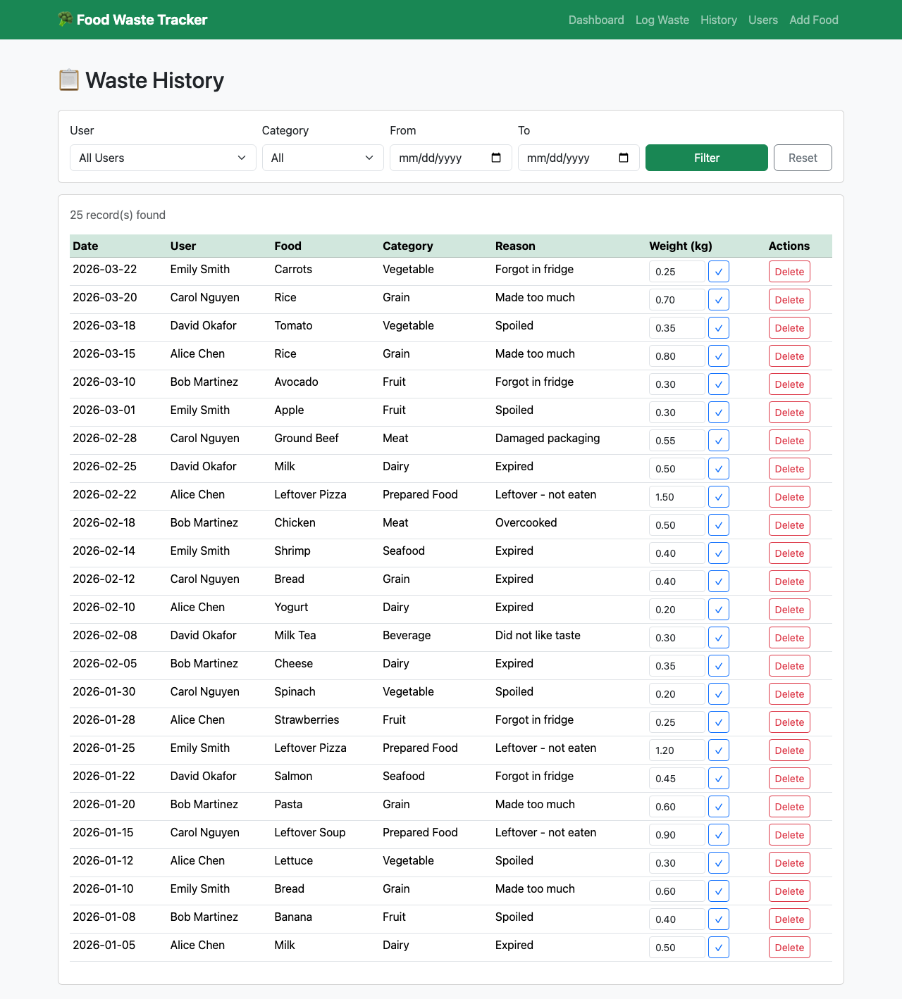 Food Waste Tracker Dashboard Log Waste History Users Add Food
Waste History
User Category From To
All Users All mm/dd/yyyy mm/dd/yyyy Filter Reset
25 record(s) found
Date User Food Category Reason Weight (kg) Actions
2026-03-22 Emily Smith Carrots Vegetable Forgot in fridge 0.25 ✓ Delete
2026-03-20 Carol Nguyen Rice Grain Made too much 0.70 ✓ Delete
2026-03-18 David Okafor Tomato Vegetable Spoiled 0.35 ✓ Delete
2026-03-15 Alice Chen Rice Grain Made too much 0.80 ✓ Delete
2026-03-10 Bob Martinez Avocado Fruit Forgot in fridge 0.30 ✓ Delete
2026-03-01 Emily Smith Apple Fruit Spoiled 0.30 ✓ Delete
2026-02-28 Carol Nguyen Ground Beef Meat Damaged packaging 0.55 ✓ Delete
2026-02-25 David Okafor Milk Dairy Expired 0.50 ✓ Delete
2026-02-22 Alice Chen Leftover Pizza Prepared Food Leftover - not eaten 1.50 ✓ Delete
2026-02-18 Bob Martinez Chicken Meat Overcooked 0.50 ✓ Delete
2026-02-14 Emily Smith Shrimp Seafood Expired 0.40 ✓ Delete
2026-02-12 Carol Nguyen Bread Grain Expired 0.40 ✓ Delete
2026-02-10 Alice Chen Yogurt Dairy Expired 0.20 ✓ Delete
2026-02-08 David Okafor Milk Tea Beverage Did not like taste 0.30 ✓ Delete
2026-02-05 Bob Martinez Cheese Dairy Expired 0.35 ✓ Delete
2026-01-30 Carol Nguyen Spinach Vegetable Spoiled 0.20 ✓ Delete
2026-01-28 Alice Chen Strawberries Fruit Forgot in fridge 0.25 ✓ Delete
2026-01-25 Emily Smith Leftover Pizza Prepared Food Leftover - not eaten 1.20 ✓ Delete
2026-01-22 David Okafor Salmon Seafood Forgot in fridge 0.45 ✓ Delete
2026-01-20 Bob Martinez Pasta Grain Made too much 0.60 ✓ Delete
2026-01-15 Carol Nguyen Leftover Soup Prepared Food Leftover - not eaten 0.90 ✓ Delete
2026-01-12 Alice Chen Lettuce Vegetable Spoiled 0.30 ✓ Delete
2026-01-10 Emily Smith Bread Grain Made too much 0.60 ✓ Delete
2026-01-08 Bob Martinez Banana Fruit Spoiled 0.40 ✓ Delete
2026-01-05 Alice Chen Milk Dairy Expired 0.50 ✓ Delete